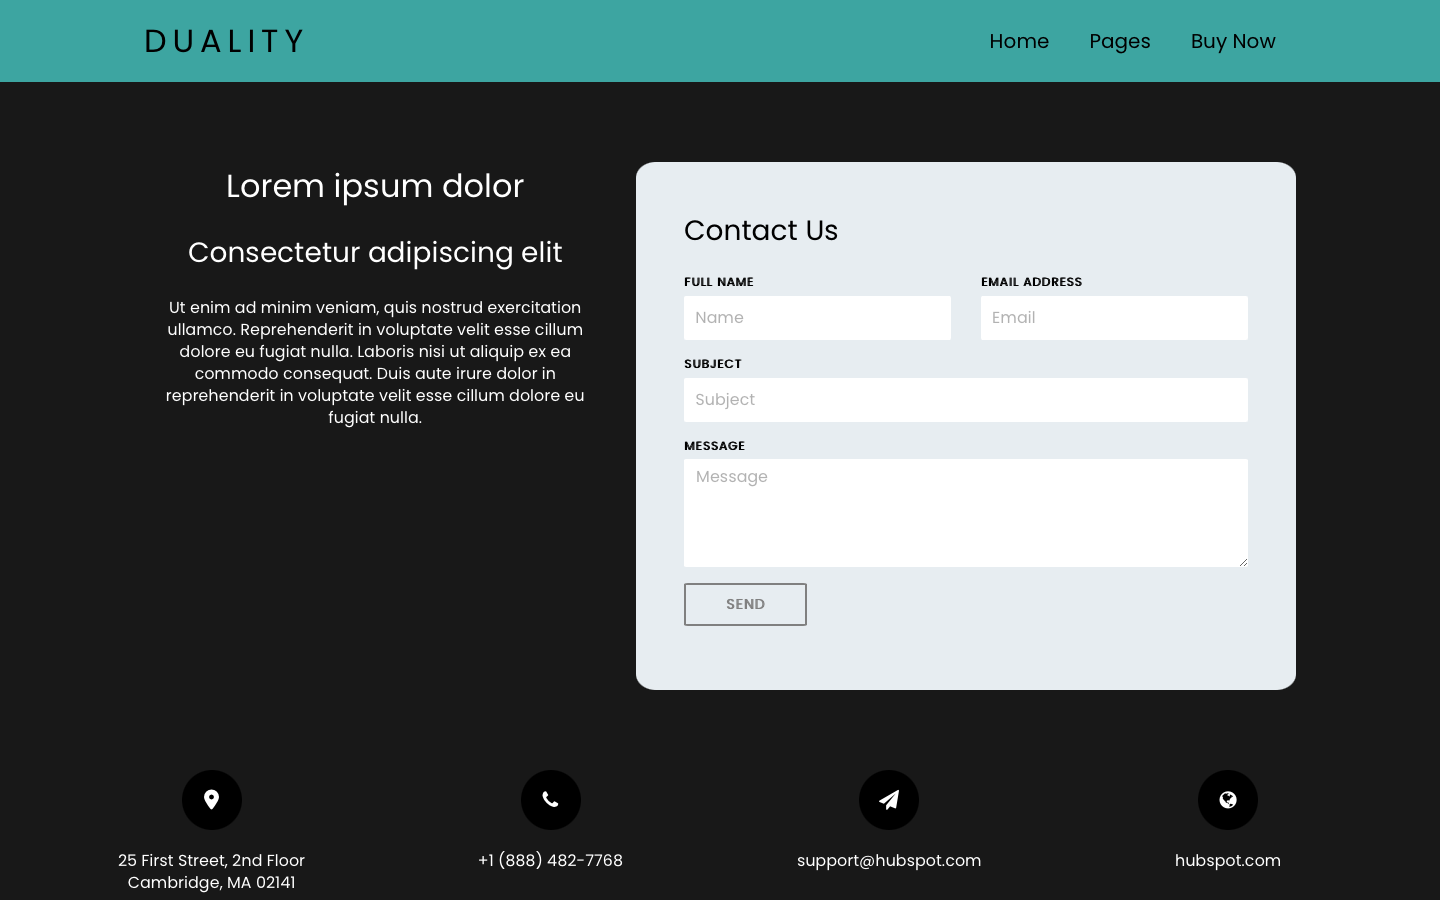 DUALITY
Home
Pages
Buy Now
Lorem ipsum dolor
Consectetur adipiscing elit
Ut enim ad minim veniam, quis nostrud exercitation
ullamco. Reprehenderit in voluptate velit esse cillum
dolore eu fugiat nulla. Laboris nisi ut aliquip ex ea
commodo consequat. Duis aute irure dolor in
reprehenderit in voluptate velit esse cillum dolore eu
fugiat nulla.
Contact Us
FULL NAME
EMAIL ADDRESS
Name
Email
SUBJECT
Subject
MESSAGE
Message
SEND
25 First Street, 2nd Floor
Cambridge, MA 02141
+1 (888) 482-7768
support@hubspot.com
hubspot.com